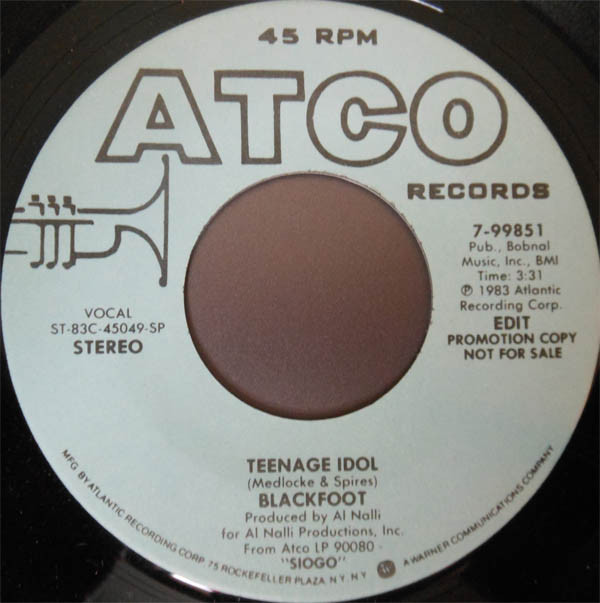 45 RPM
ATCO
RECORDS
7-99851
Pub., Bobnal
Music, Inc., BMI
Time: 3:31
℗ 1983 Atlantic
Recording Corp.
EDIT
PROMOTION COPY
NOT FOR SALE
VOCAL
ST-83C-45049-SP
STEREO
TEENAGE IDOL
(Medlocke & Spires)
BLACKFOOT
Produced by Al Nalli
for Al Nalli Productions, Inc.
From Atco LP 90080
"SIOGO"
MFG BY ATLANTIC RECORDING CORP. 75 ROCKEFELLER PLAZA N.Y. N.Y. A WARNER COMMUNICATIONS COMPANY